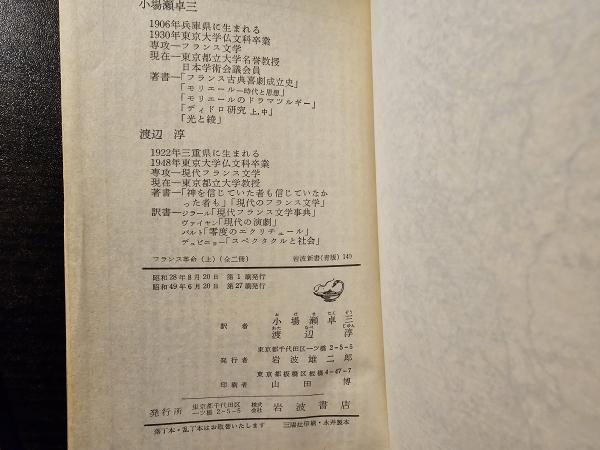 小場瀬卓三
1906年兵庫県に生まれる
1930年東京大学仏文科卒業
専攻―フランス文学
現在―東京都立大学名誉教授
日本学術会議会員
著書―「フランス古典喜劇成立史」
「モリエール―時代と思想」
「モリエールのドラマツルギー」
「ディドロ研究 上,中」
「光と綾」
渡辺 淳
1922年三重県に生まれる
1948年東京大学仏文科卒業
専攻―現代フランス文学
現在―東京都立大学教授
著書―「神を信じていた者も信じていなか
った者も」「現代のフランス文学」
訳書―ジラール「現代フランス文学事典」
ヴァイヤン「現代の演劇」
バルト「零度のエクリチュール」
デュビニョー「スペクタクルと社会」
フランス革命(上)(全二冊) 岩波新書(青版) 140
昭和28年8月20日 第1刷発行
昭和49年6月20日 第27刷発行
訳者 小場瀬卓三
渡辺淳
東京都千代田区一ツ橋2-5-5
発行者 岩波雄二郎
東京都板橋区板橋4-47-7
印刷者 山田博
発行所 東京都千代田区一ツ橋2-5-5 株式会社 岩波書店
落丁本・乱丁本はお取替いたします 三陽社印刷・永井製本